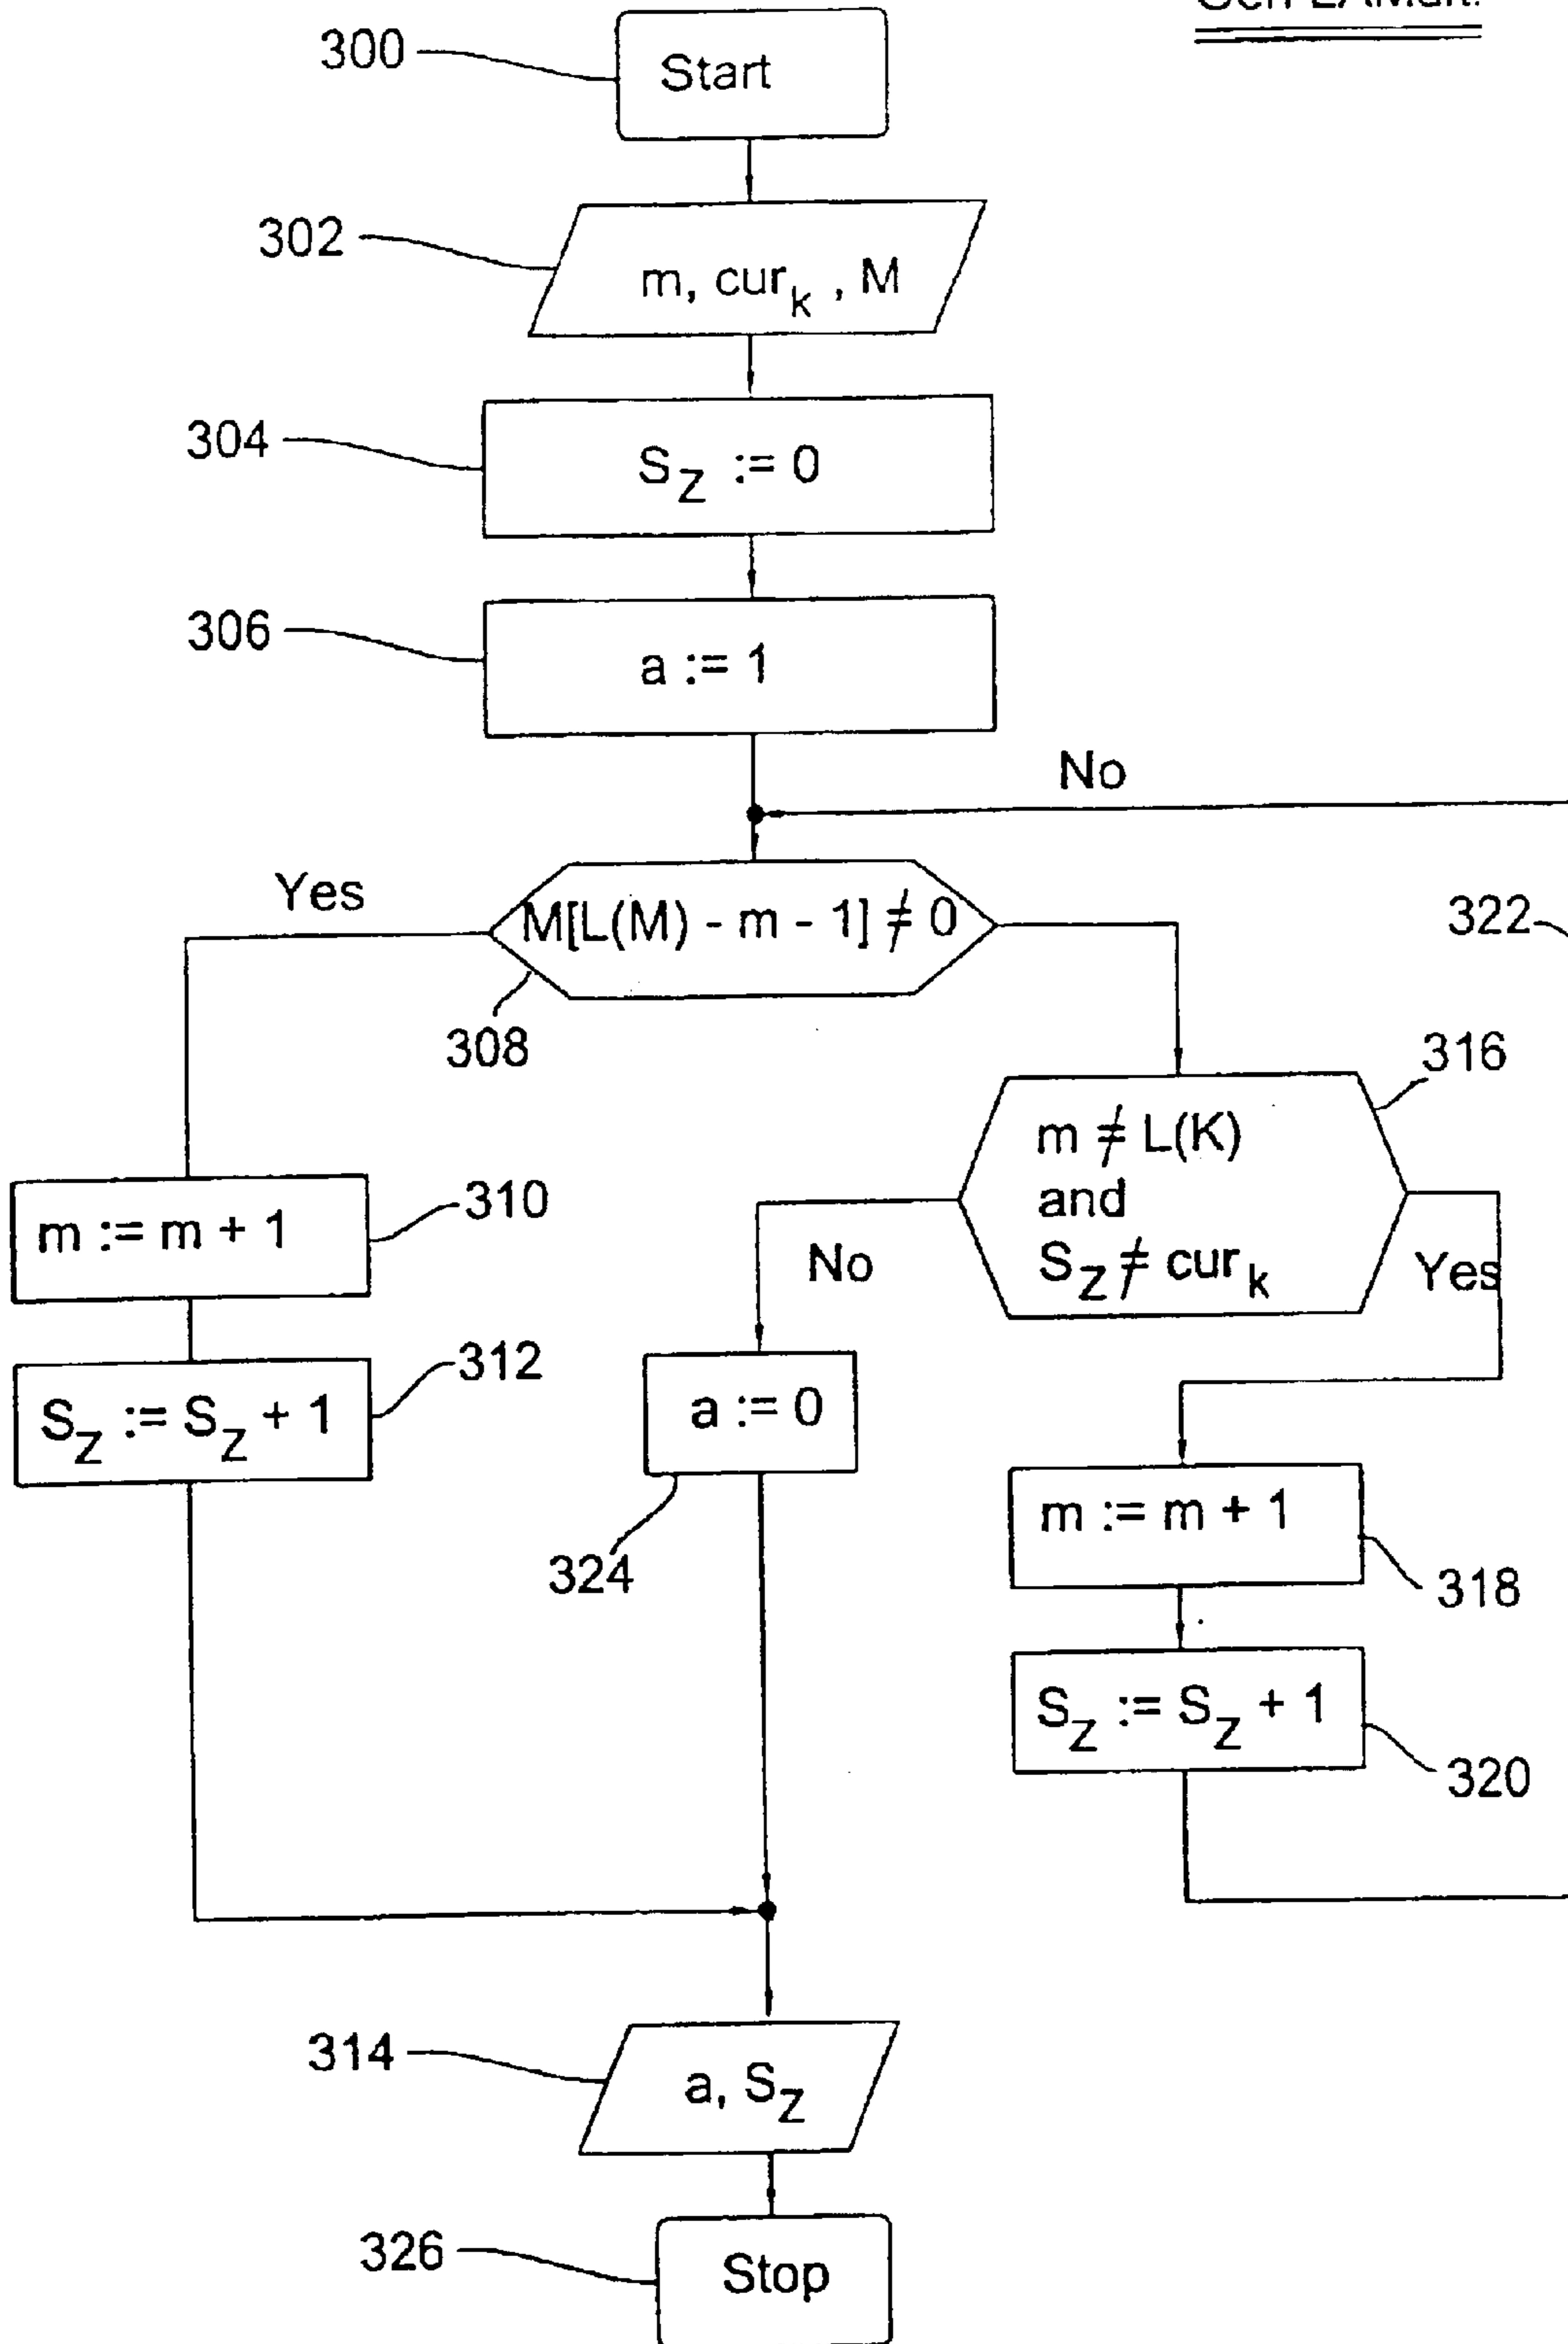 300
Start
302
m, cur_k , M
304
S_Z := 0
306
a := 1
No
Yes
M[L(M) - m - 1] ≠ 0
308
322
316
m ≠ L(K)
and
S_Z ≠ cur_k
No
Yes
m := m + 1
310
S_Z := S_Z + 1
312
a := 0
324
m := m + 1
318
S_Z := S_Z + 1
320
314
a, S_Z
326
Stop